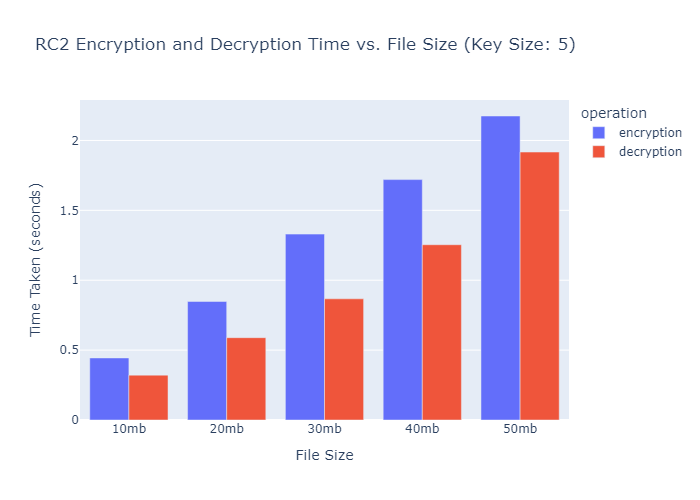 RC2 Encryption and Decryption Time vs. File Size (Key Size: 5)
operation
encryption
decryption
Time Taken (seconds)
2
1.5
1
0.5
0
10mb 20mb 30mb 40mb 50mb
File Size